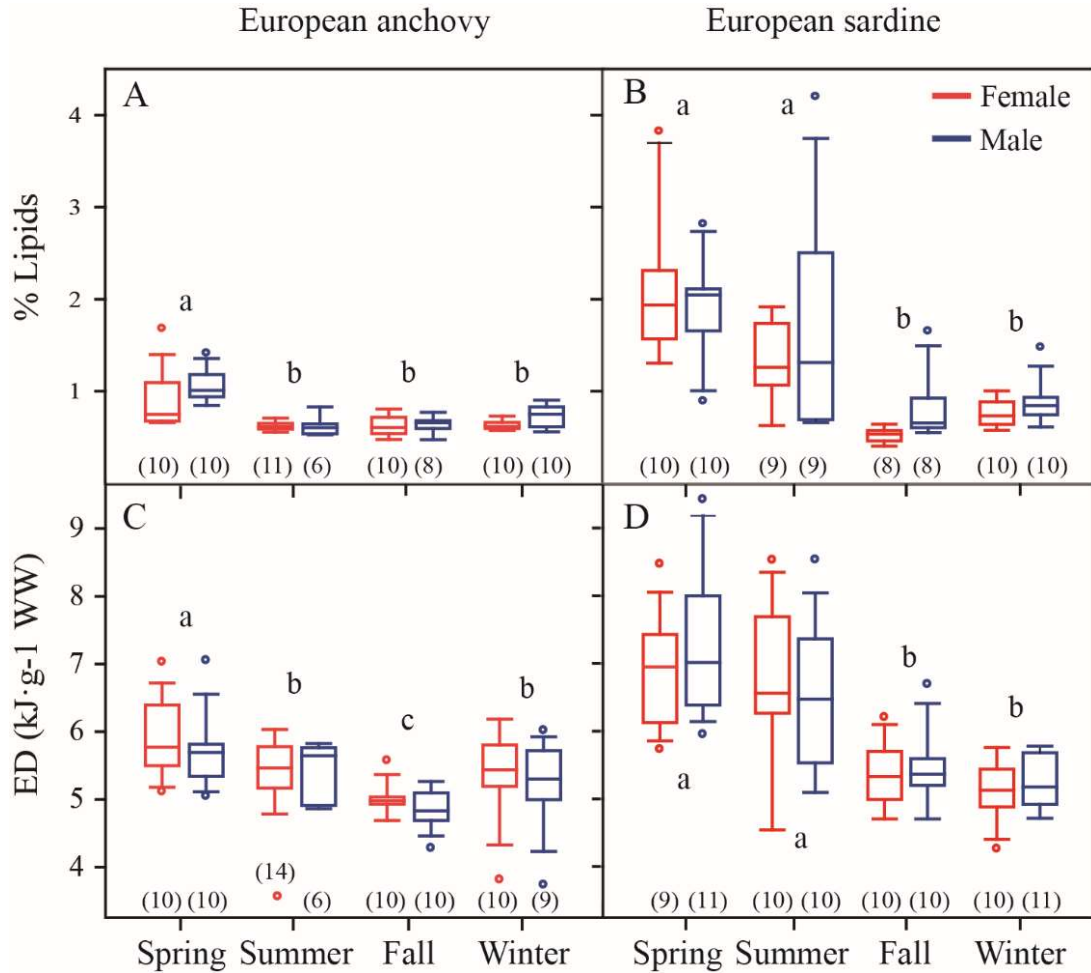 European anchovy European sardine
A B
Female
Male
a a a
b b b b b
% Lipids
4
3
2
1
(10) (10) (11) (6) (10) (8) (10) (10) (10) (10) (9) (9) (8) (8) (10) (10)
C D
a b c b a a b b
ED (kJ·g-1 WW)
9
8
7
6
5
4
(14)
(10) (10) (6) (10) (10) (10) (9) (9) (11) (10) (10) (10) (10) (10) (11)
Spring Summer Fall Winter Spring Summer Fall Winter